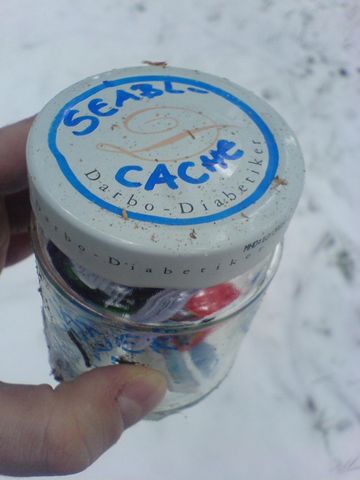 SEABL-
D
CACHE
Darbo-Diabetiker
Darbo-Diabetiker